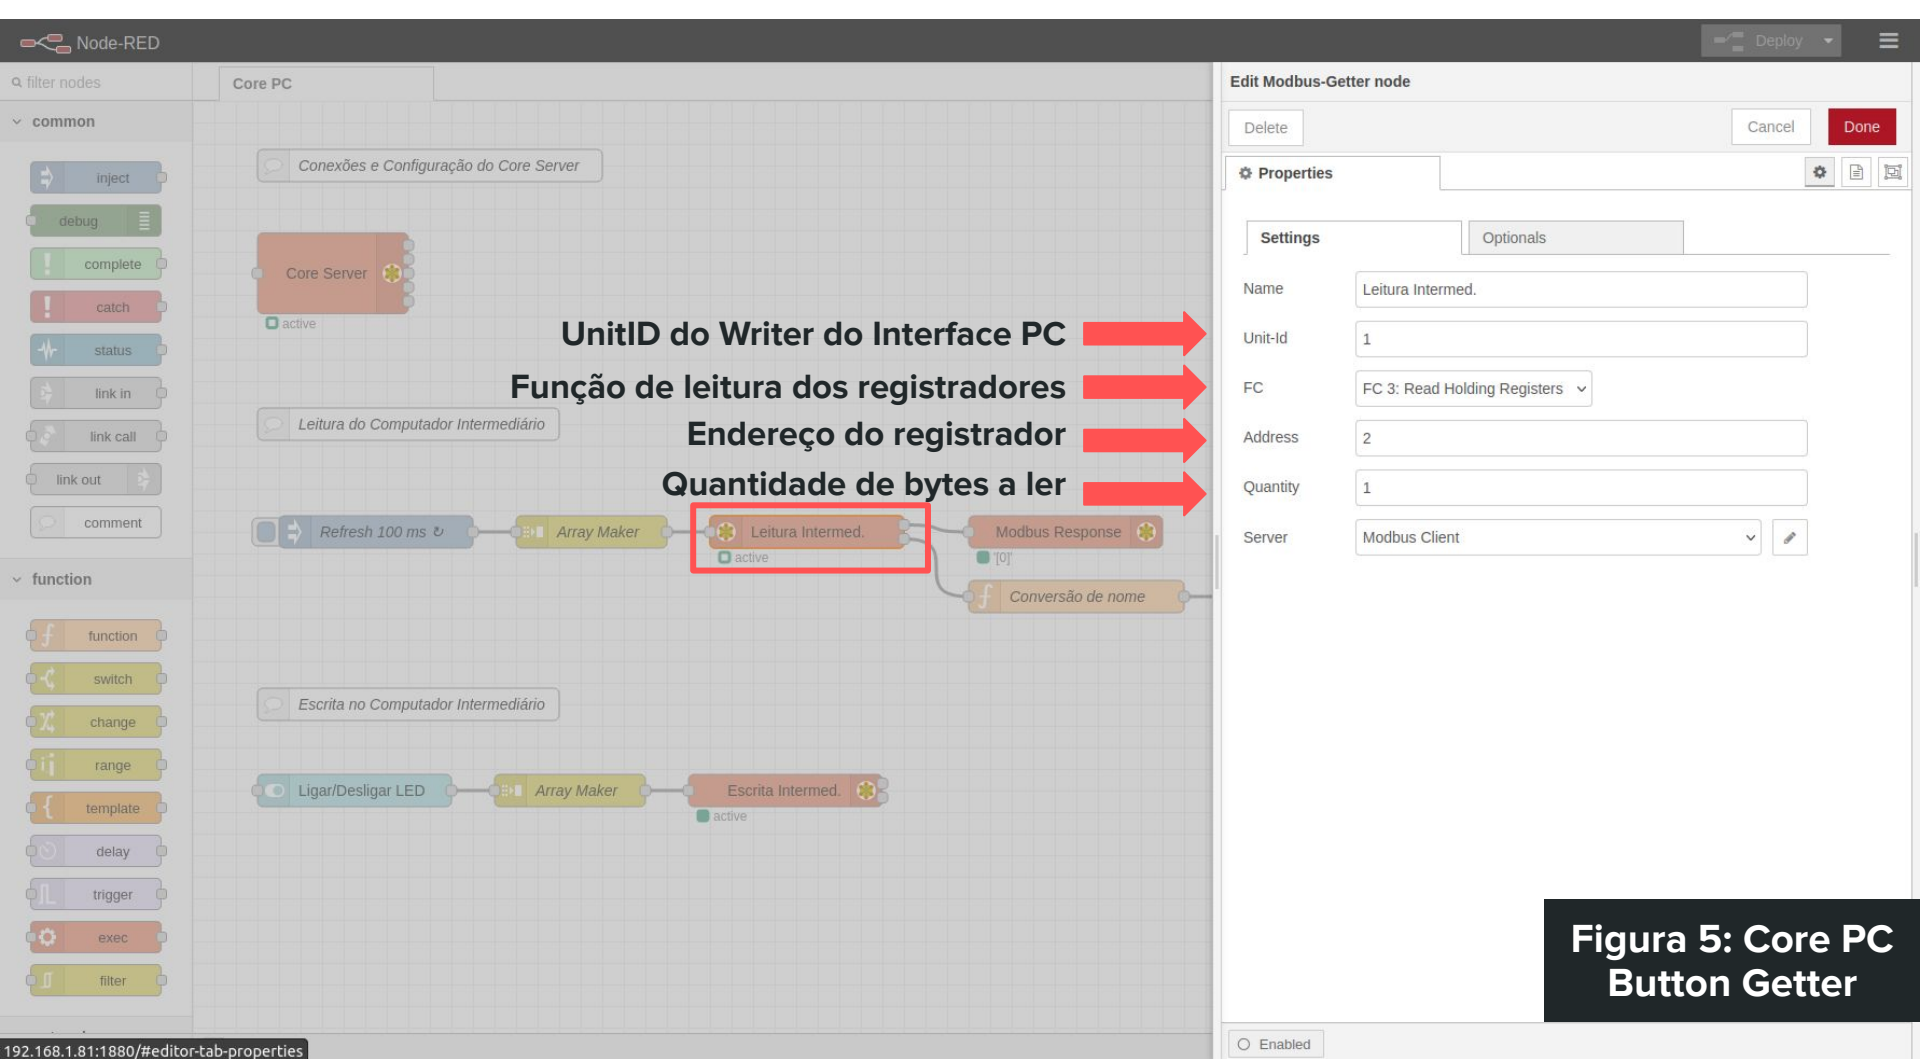 Node-RED
Deploy
filter nodes
Core PC
Edit Modbus-Getter node
common
Delete
Cancel
Done
inject
debug
complete
catch
status
link in
link call
link out
comment
function
function
switch
change
range
template
delay
trigger
exec
filter
Conexões e Configuração do Core Server
Core Server
active
UnitID do Writer do Interface PC
Função de leitura dos registradores
Endereço do registrador
Quantidade de bytes a ler
Leitura do Computador Intermediário
Refresh 100 ms ↻
Array Maker
Leitura Intermed.
active
Modbus Response
'[0]'
Conversão de nome
Escrita no Computador Intermediário
Ligar/Desligar LED
Array Maker
Escrita Intermed.
active
Properties
Settings
Optionals
Name
Leitura Intermed.
Unit-Id
1
FC
FC 3: Read Holding Registers
Address
2
Quantity
1
Server
Modbus Client
Figura 5: Core PC
Button Getter
Enabled
192.168.1.81:1880/#editor-tab-properties